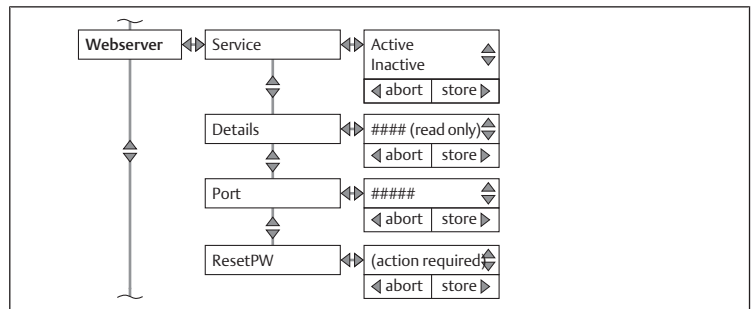 Webserver Service Active
Inactive
abort store
Details #### (read only)
abort store
Port #####
abort store
ResetPW (action required)
abort store